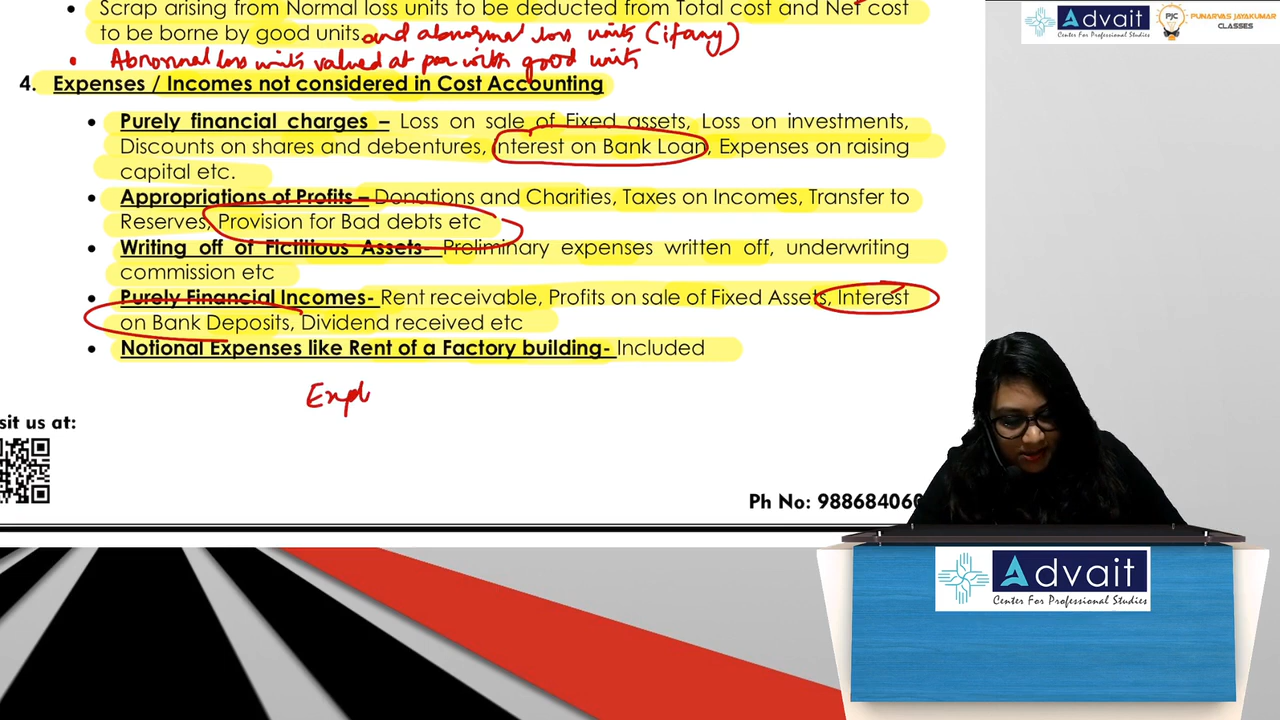 Scrap arising from Normal loss units to be deducted from Total cost and Net cost
to be borne by good units and abnormal loss units (if any)
• Abnormal loss units valued at par with good units
4. Expenses / Incomes not considered in Cost Accounting
• Purely financial charges – Loss on sale of Fixed assets, Loss on investments,
Discounts on shares and debentures, Interest on Bank Loan, Expenses on raising
capital etc.
• Appropriations of Profits – Donations and Charities, Taxes on Incomes, Transfer to
Reserves, Provision for Bad debts etc
• Writing off of Fictitious Assets- Preliminary expenses written off, underwriting
commission etc
• Purely Financial Incomes- Rent receivable, Profits on sale of Fixed Assets, Interest
on Bank Deposits, Dividend received etc
• Notional Expenses like Rent of a Factory building- Included
sit us at:
Ph No: 988684060
Advait
Center For Professional Studies
PJC
PUNARVAS JAYAKUMAR
CLASSES
Advait
Center For Professional Studies